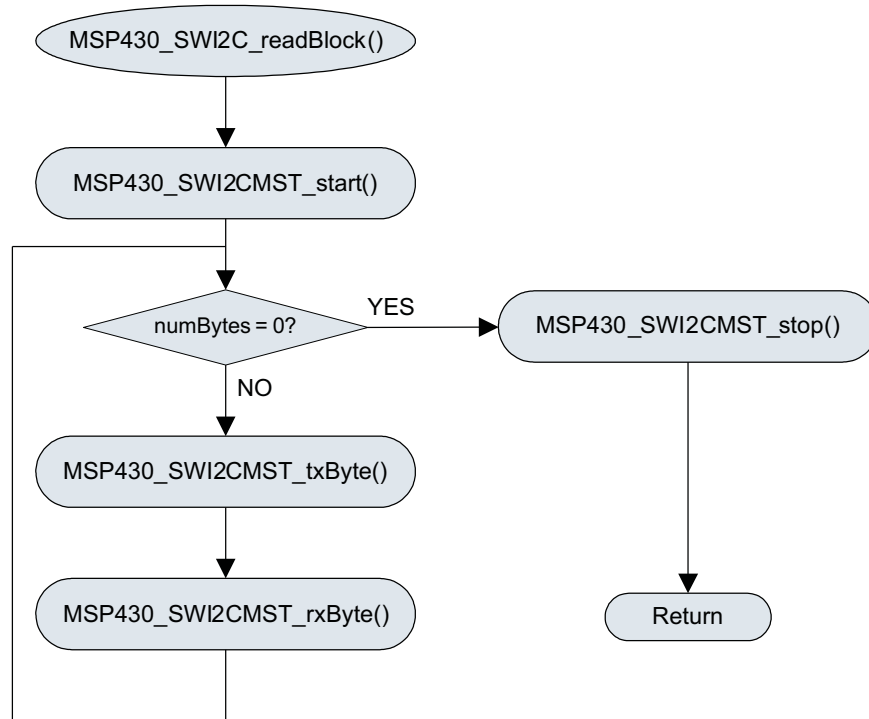 MSP430_SWI2C_readBlock()
MSP430_SWI2CMST_start()
numBytes = 0?
YES
MSP430_SWI2CMST_stop()
NO
MSP430_SWI2CMST_txByte()
MSP430_SWI2CMST_rxByte()
Return